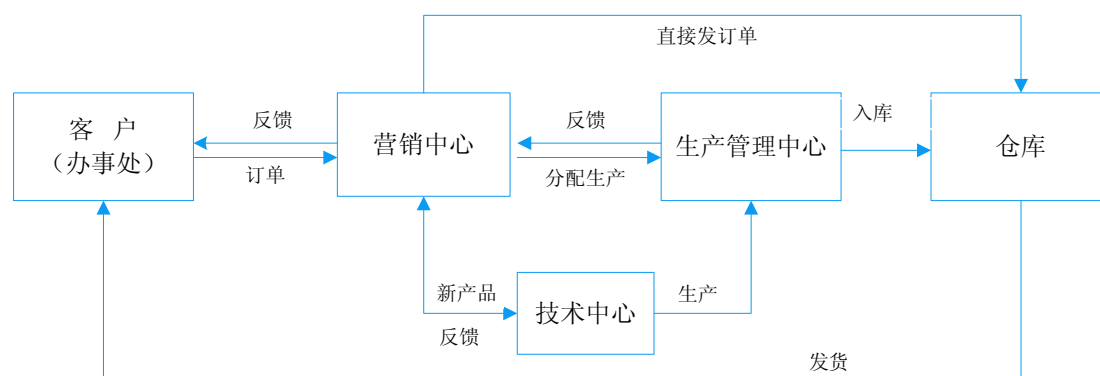 直接发订单
客 户
（办事处）
反馈
订单
营销中心
反馈
分配生产
生产管理中心
入库
仓库
新产品
反馈
技术中心
生产
发货